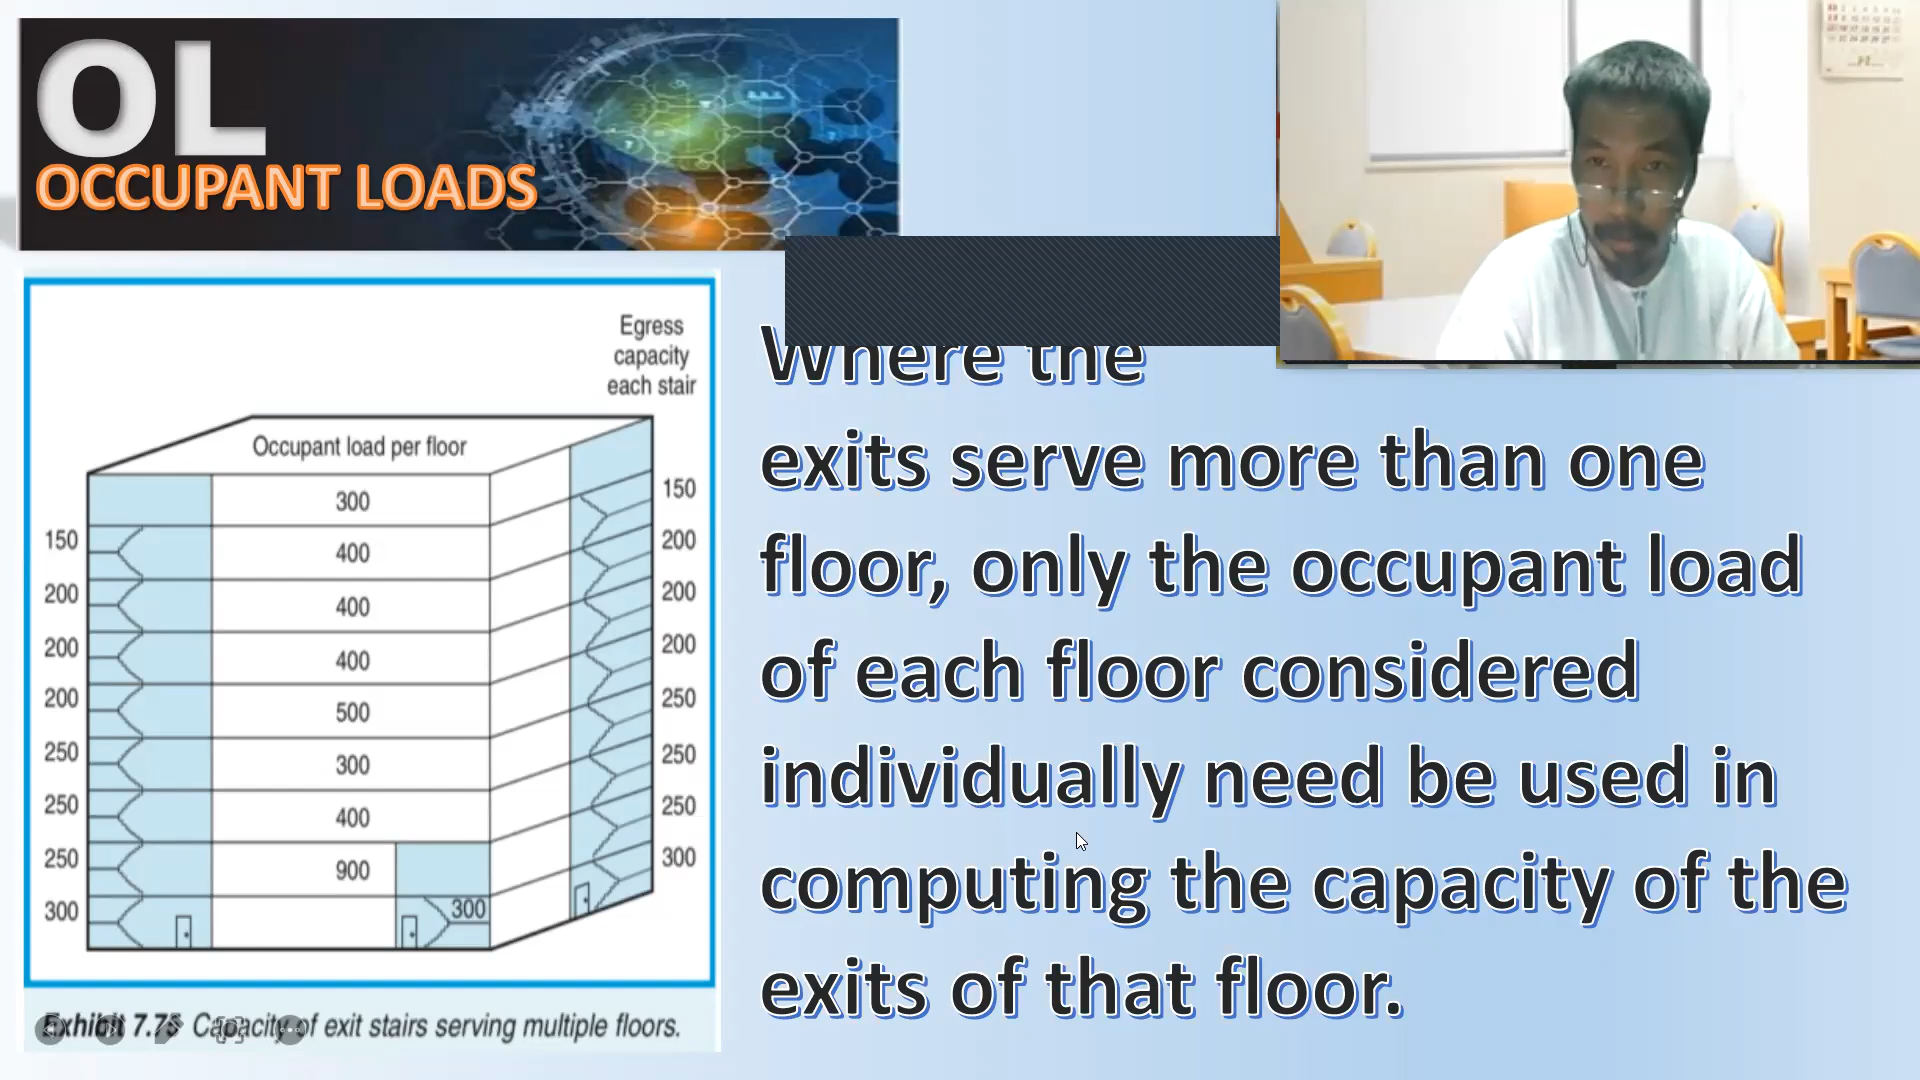 OL
OCCUPANT LOADS
Egress
capacity
each stair
Occupant load per floor
300
400
400
400
500
300
400
900
300
150
200
200
200
250
250
250
300
150
200
200
200
250
250
250
300
Exhibit 7.75 Capacity of exit stairs serving multiple floors.
Where the
exits serve more than one
floor, only the occupant load
of each floor considered
individually need be used in
computing the capacity of the
exits of that floor.